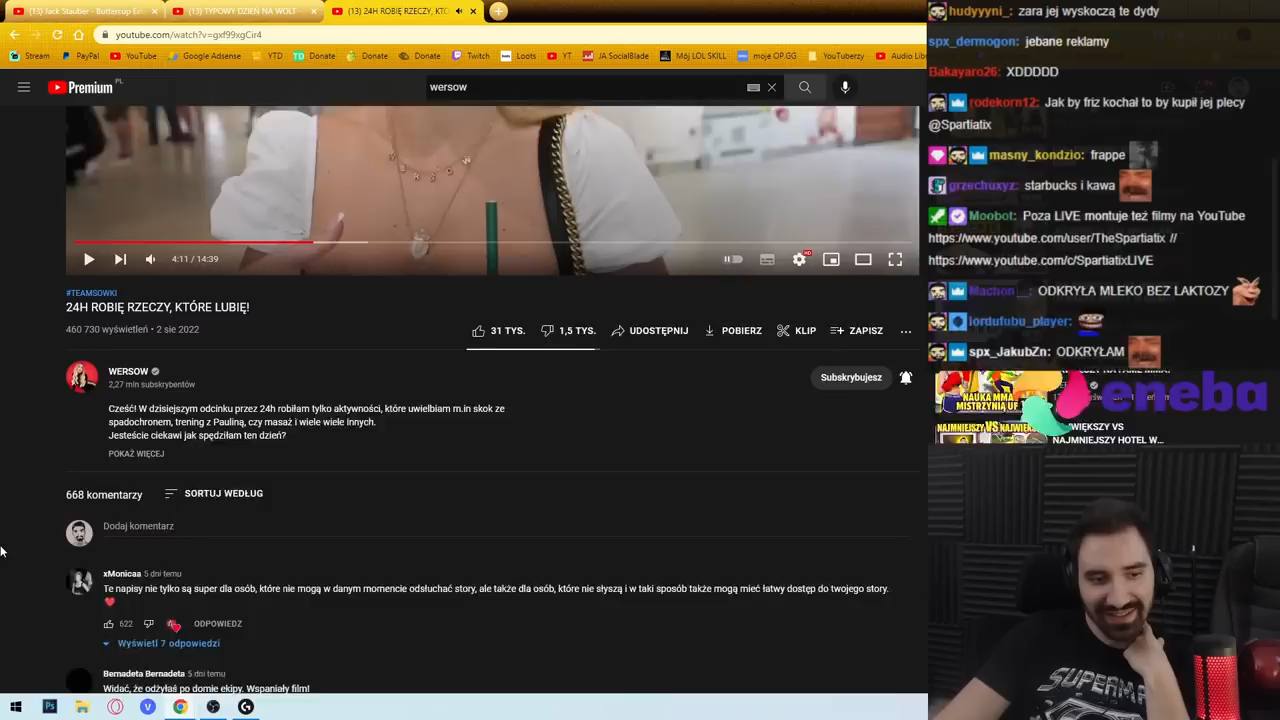 (13) Jack Stauber - Buttercup
(13) TYPOWY DZIEŃ NA WOLT
(13) 24H ROBIĘ RZECZY, KTÓ
youtube.com/watch?v=gxf99xgCir4
Stream
PayPal
YouTube
Google Adsense
YTD
Donate
Donate
Donate
Twitch
Loots
YT
JA SocialBlade
Mój LOL SKILL
moje OP.GG
YouTuberzy
Audio Lib
Premium PL
wersow
4:11 / 14:39
#TEAMSOWKI
24H ROBIĘ RZECZY, KTÓRE LUBIĘ!
460 730 wyświetleń • 2 sie 2022
31 TYS.
1,5 TYS.
UDOSTĘPNIJ
POBIERZ
KLIP
ZAPISZ
WERSOW
2,27 mln subskrybentów
Subskrybujesz
Cześć! W dzisiejszym odcinku przez 24h robiłam tylko aktywności, które uwielbiam m.in skok ze
spadochronem, trening z Pauliną, czy masaż i wiele wiele innych.
Jesteście ciekawi jak spędziłam ten dzień?
POKAŻ WIĘCEJ
668 komentarzy
SORTUJ WEDŁUG
Dodaj komentarz
xMonicaa 5 dni temu
Te napisy nie tylko są super dla osób, które nie mogą w danym momencie odsłuchać story, ale także dla osób, które nie słyszą i w taki sposób także mogą mieć łatwy dostęp do twojego story.
622
ODPOWIEDZ
Wyświetl 7 odpowiedzi
Bernadeta Bernadeta 5 dni temu
Widać, że odżyłaś po domie ekipy. Wspaniały film!
hudyyyni_: zara jej wyskoczą te dydy
spx_dermogon: jebane reklamy
Bakayaro26: XDDDDD
rodekorn12: Jak by friz kochał to by kupił jej plecy
@Spartiatix
masny_kondzio: frappe
grzechuxyz: starbucks i kawa
Moobot: Poza LIVE montuje też filmy na YouTube
https://www.youtube.com/user/TheSpartiatix //
https://www.youtube.com/c/SpartiatixLIVE
Machon__: ODKRYŁA MLEKO BEZ LAKTOZY
lordufubu_player:
spx_JakubZn: ODKRYŁAM
NAUKA MMA
MISTRZYNIĄ UF
eneba
NAJMNIEJSZY VS NAJWIĘKS
WIĘKSZY VS
NAJMNIEJSZY HOTEL W...
SUPERMA